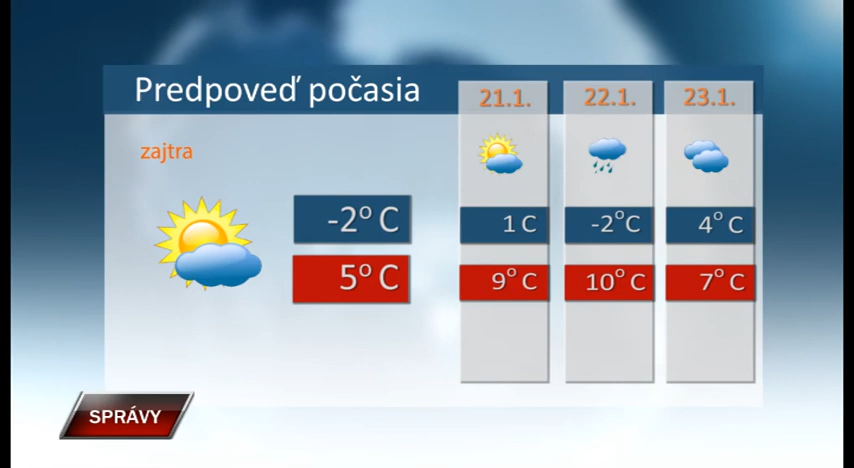 Predpoveď počasia
zajtra
-2° C
5° C
21.1. 22.1. 23.1.
1 C -2°C 4° C
9° C 10° C 7° C
SPRÁVY